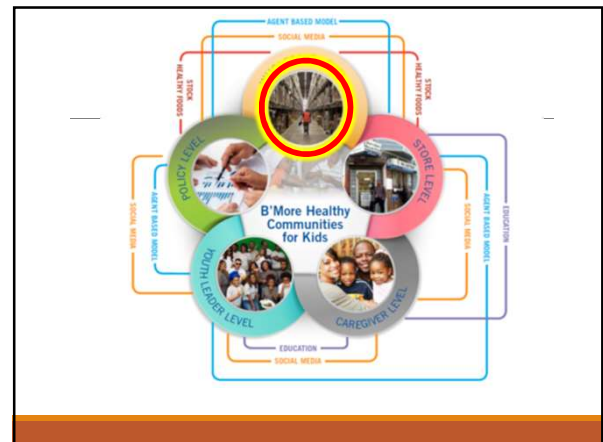 AGENT BASED MODEL
SOCIAL MEDIA
STOCK
HEALTHY FOODS
STOCK
HEALTHY FOODS
POLICY LEVEL
STORE LEVEL
B'More Healthy
Communities
for Kids
SOCIAL MEDIA
AGENT BASED MODEL
SOCIAL MEDIA
AGENT BASED MODEL
EDUCATION
YOUTH LEADER LEVEL
CAREGIVER LEVEL
EDUCATION
SOCIAL MEDIA